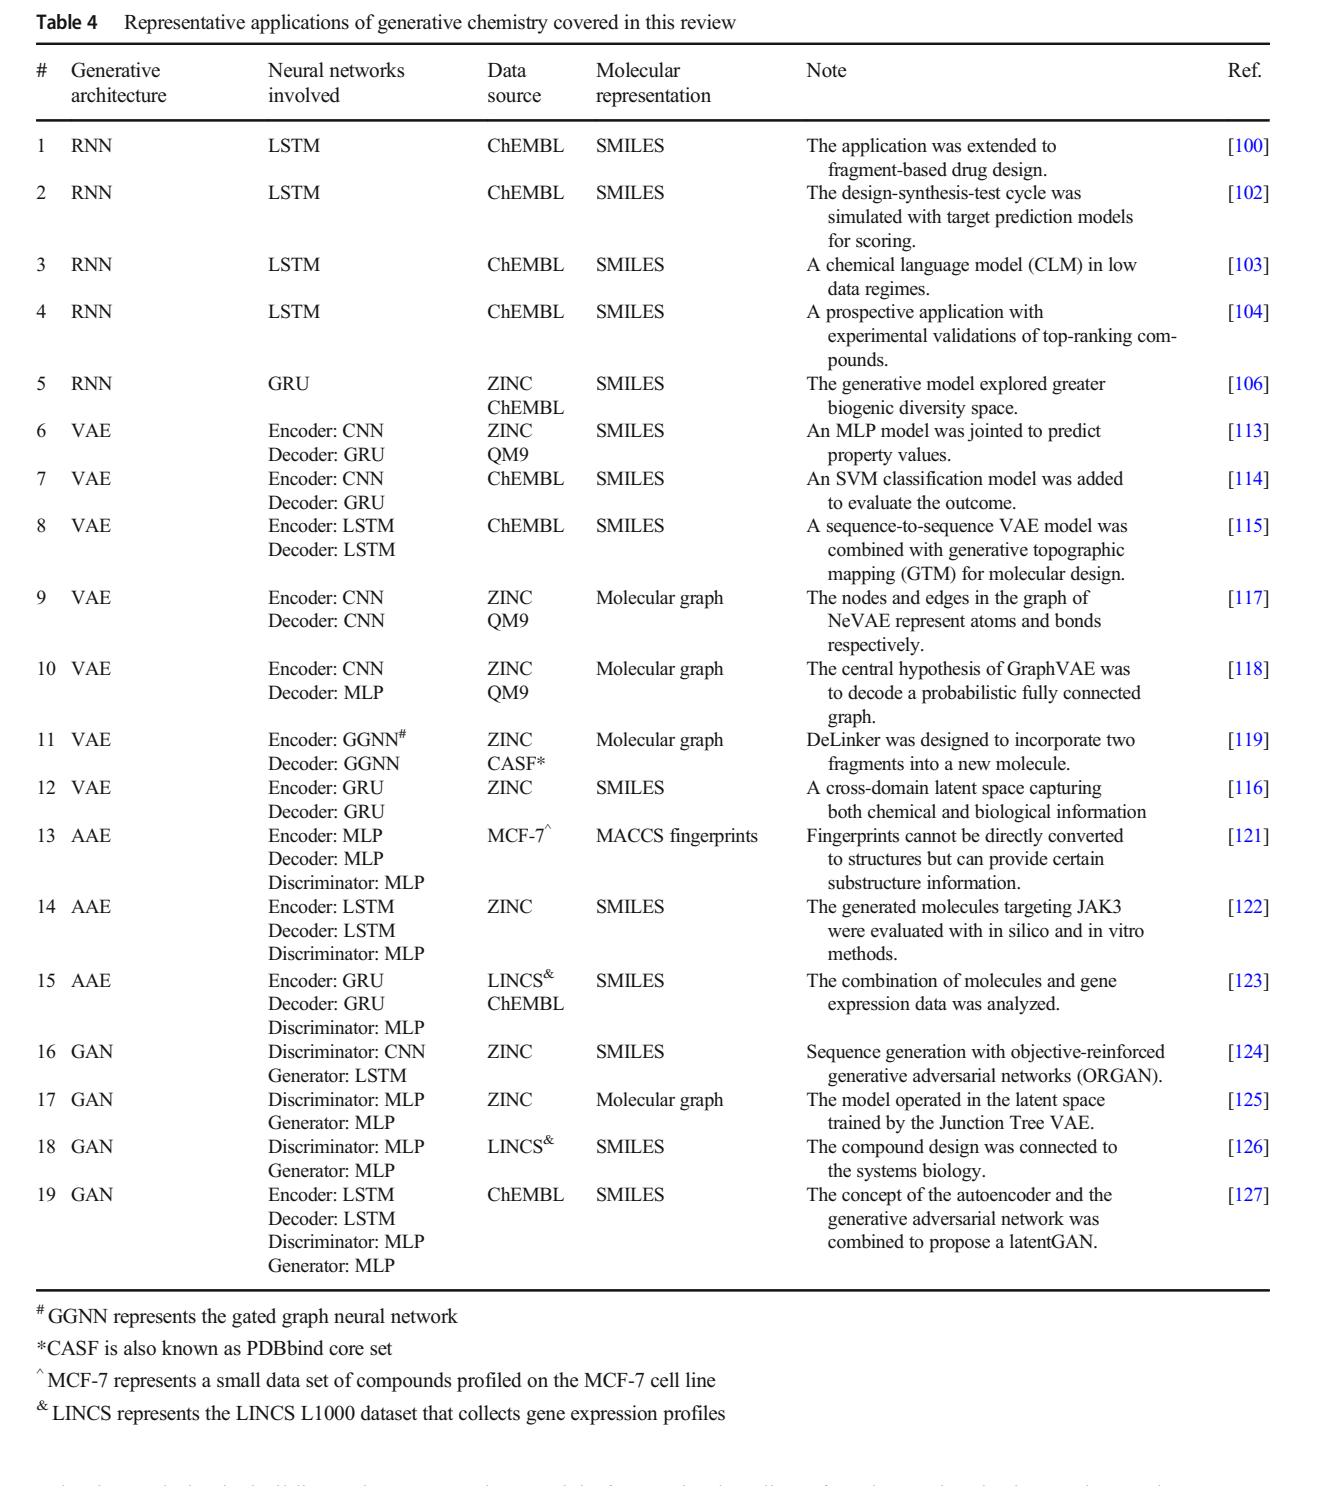 Table 4 Representative applications of generative chemistry covered in this review
# Generative architecture Neural networks involved Data source Molecular representation Note Ref.
1 RNN LSTM ChEMBL SMILES The application was extended to [100]
fragment-based drug design.
2 RNN LSTM ChEMBL SMILES The design-synthesis-test cycle was [102]
simulated with target prediction models
for scoring.
3 RNN LSTM ChEMBL SMILES A chemical language model (CLM) in low [103]
data regimes.
4 RNN LSTM ChEMBL SMILES A prospective application with [104]
experimental validations of top-ranking com-
pounds.
5 RNN GRU ZINC SMILES The generative model explored greater [106]
ChEMBL biogenic diversity space.
6 VAE Encoder: CNN ZINC SMILES An MLP model was jointed to predict [113]
Decoder: GRU QM9 property values.
7 VAE Encoder: CNN ChEMBL SMILES An SVM classification model was added [114]
Decoder: GRU to evaluate the outcome.
8 VAE Encoder: LSTM ChEMBL SMILES A sequence-to-sequence VAE model was [115]
Decoder: LSTM combined with generative topographic
mapping (GTM) for molecular design.
9 VAE Encoder: CNN ZINC Molecular graph The nodes and edges in the graph of [117]
Decoder: CNN QM9 NeVAE represent atoms and bonds
respectively.
10 VAE Encoder: CNN ZINC Molecular graph The central hypothesis of GraphVAE was [118]
Decoder: MLP QM9 to decode a probabilistic fully connected
graph.
11 VAE Encoder: GGNN# ZINC Molecular graph DeLinker was designed to incorporate two [119]
Decoder: GGNN CASF* fragments into a new molecule.
12 VAE Encoder: GRU ZINC SMILES A cross-domain latent space capturing [116]
Decoder: GRU both chemical and biological information
13 AAE Encoder: MLP MCF-7^ MACCS fingerprints Fingerprints cannot be directly converted [121]
Decoder: MLP to structures but can provide certain
Discriminator: MLP substructure information.
14 AAE Encoder: LSTM ZINC SMILES The generated molecules targeting JAK3 [122]
Decoder: LSTM were evaluated with in silico and in vitro
Discriminator: MLP methods.
15 AAE Encoder: GRU LINCS& SMILES The combination of molecules and gene [123]
Decoder: GRU ChEMBL expression data was analyzed.
Discriminator: MLP
16 GAN Discriminator: CNN ZINC SMILES Sequence generation with objective-reinforced [124]
Generator: LSTM generative adversarial networks (ORGAN).
17 GAN Discriminator: MLP ZINC Molecular graph The model operated in the latent space [125]
Generator: MLP trained by the Junction Tree VAE.
18 GAN Discriminator: MLP LINCS& SMILES The compound design was connected to [126]
Generator: MLP the systems biology.
19 GAN Encoder: LSTM ChEMBL SMILES The concept of the autoencoder and the [127]
Decoder: LSTM generative adversarial network was
Discriminator: MLP combined to propose a latentGAN.
Generator: MLP
# GGNN represents the gated graph neural network
*CASF is also known as PDBbind core set
^ MCF-7 represents a small data set of compounds profiled on the MCF-7 cell line
& LINCS represents the LINCS L1000 dataset that collects gene expression profiles